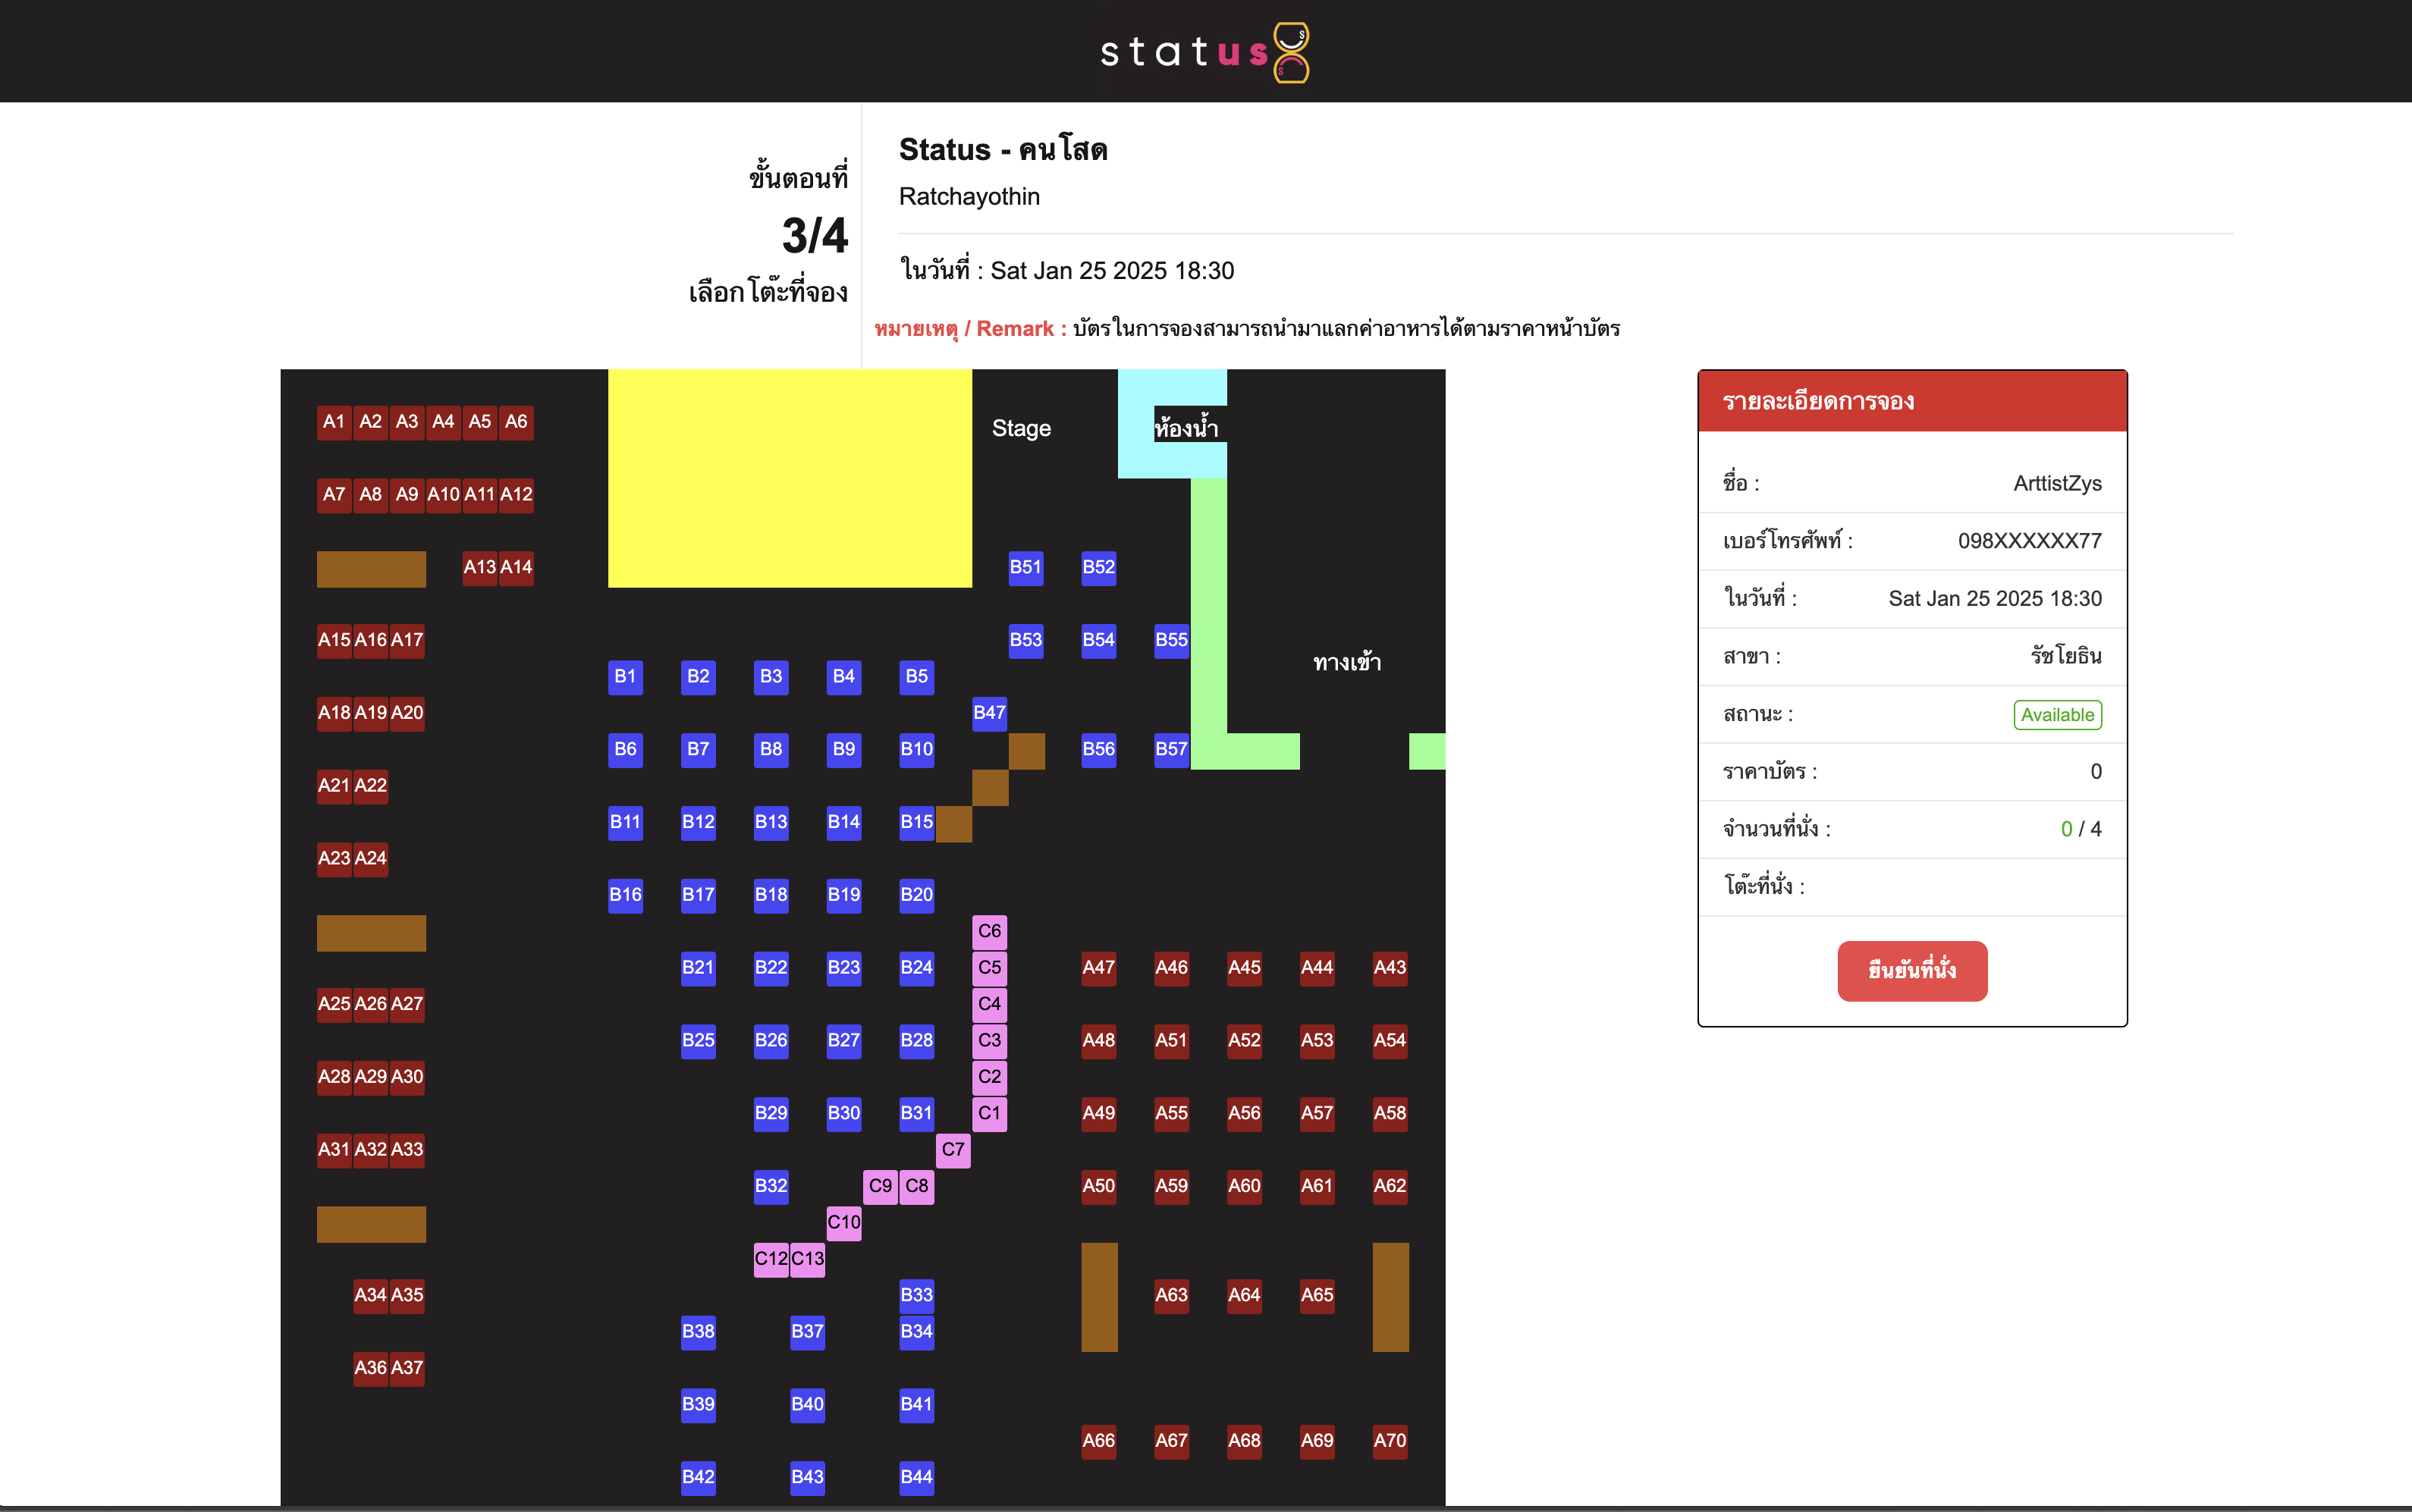 status
S
S
ขั้นตอนที่
3/4
เลือกโต๊ะที่จอง
Status - คนโสด
Ratchayothin
ในวันที่ : Sat Jan 25 2025 18:30
หมายเหตุ / Remark : บัตรในการจองสามารถนำมาแลกค่าอาหารได้ตามราคาหน้าบัตร
A1 A2 A3 A4 A5 A6
Stage
ห้องน้ำ
A7 A8 A9 A10 A11 A12
A13 A14
B51 B52
A15 A16 A17
B53 B54 B55
ทางเข้า
B1 B2 B3 B4 B5
A18 A19 A20
B47
B6 B7 B8 B9 B10
B56 B57
A21 A22
B11 B12 B13 B14 B15
A23 A24
B16 B17 B18 B19 B20
C6
B21 B22 B23 B24
C5
A47 A46 A45 A44 A43
A25 A26 A27
C4
B25 B26 B27 B28
C3
A48 A51 A52 A53 A54
A28 A29 A30
C2
B29 B30 B31
C1
A49 A55 A56 A57 A58
A31 A32 A33
C7
B32
C9 C8
A50 A59 A60 A61 A62
C10
C12 C13
A34 A35
B33
A63 A64 A65
B38 B37 B34
A36 A37
B39 B40 B41
A66 A67 A68 A69 A70
B42 B43 B44
รายละเอียดการจอง
ชื่อ : ArttistZys
เบอร์โทรศัพท์ : 098XXXXXX77
ในวันที่ : Sat Jan 25 2025 18:30
สาขา : รัชโยธิน
สถานะ : Available
ราคาบัตร : 0
จำนวนที่นั่ง : 0 / 4
โต๊ะที่นั่ง :
ยืนยันที่นั่ง